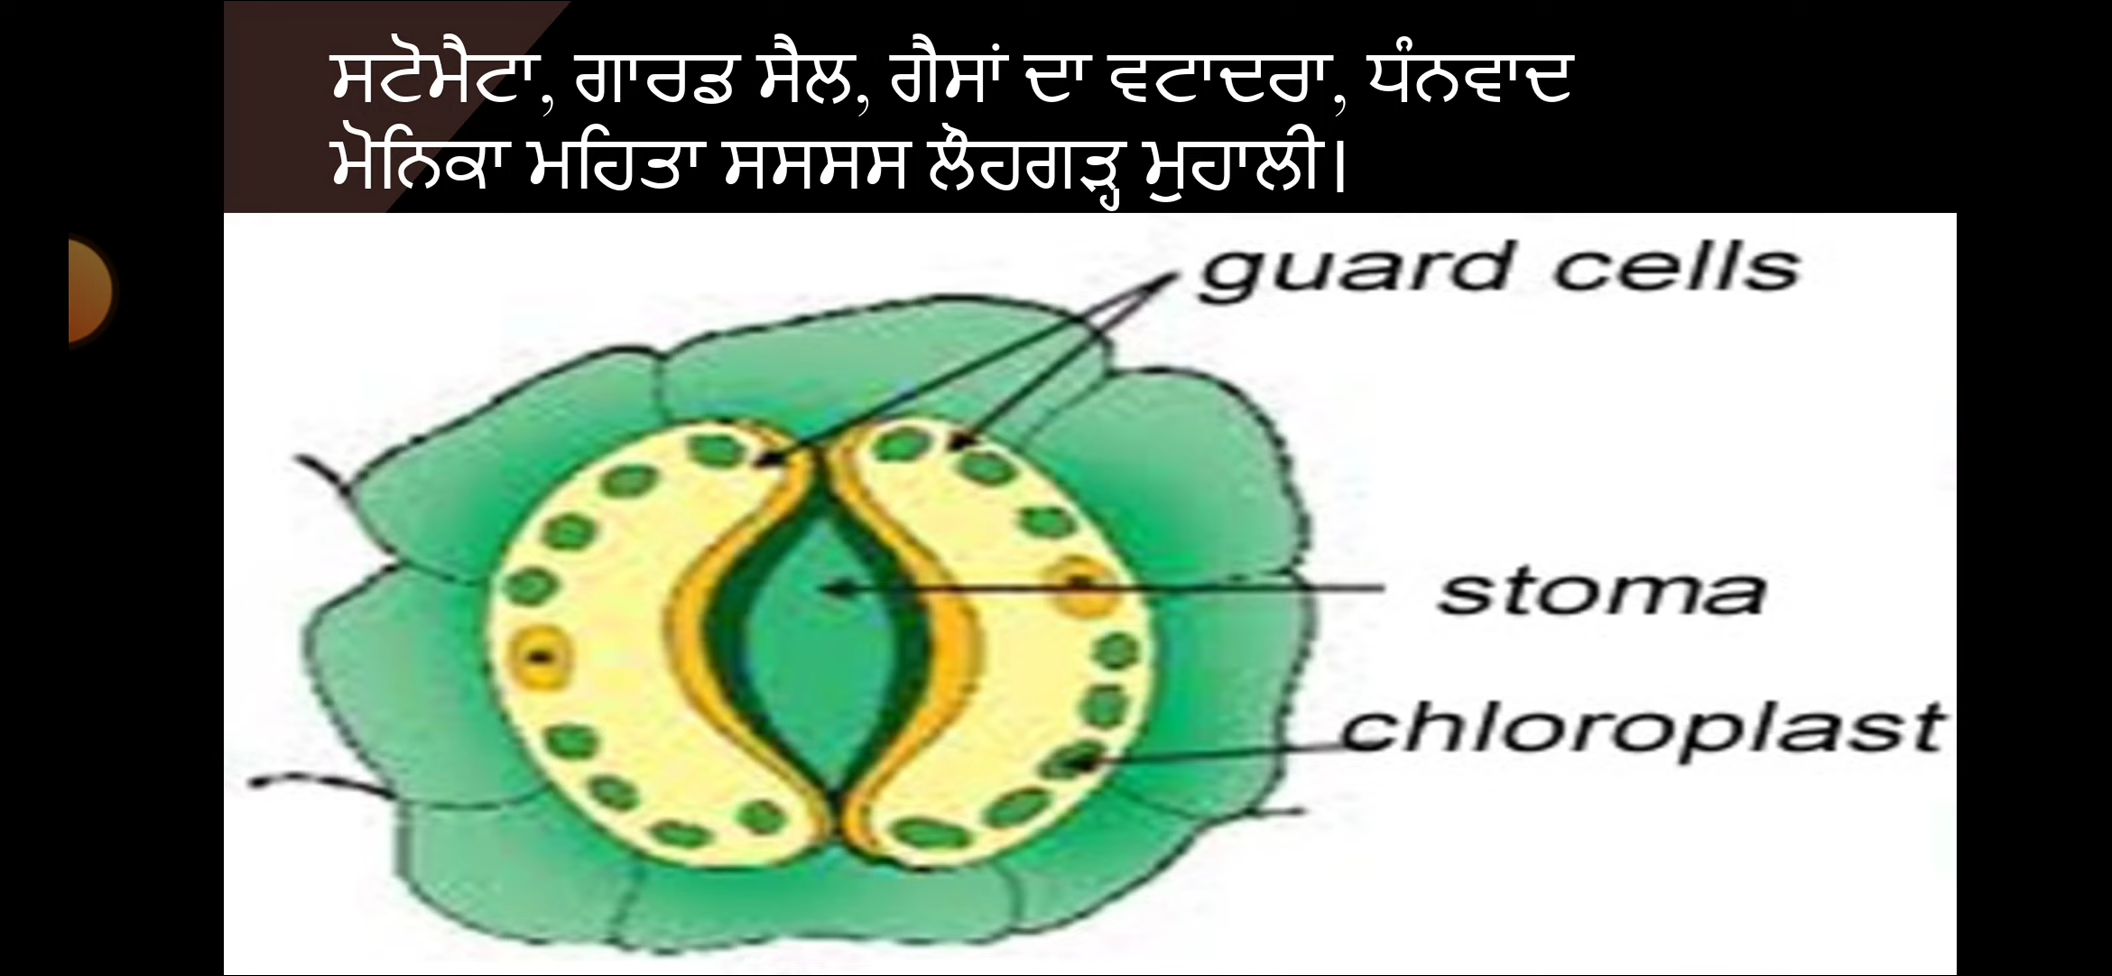 ਸਟੋਮੈਟਾ, ਗਾਰਡ ਸੈਲ, ਗੈਸਾਂ ਦਾ ਵਟਾਦਰਾ, ਧੰਨਵਾਦ
ਮੋਨਿਕਾ ਮਹਿਤਾ ਸਸਸਸ ਲੋਹਗੜ੍ਹ ਮੁਹਾਲੀ।
guard cells
stoma
chloroplast